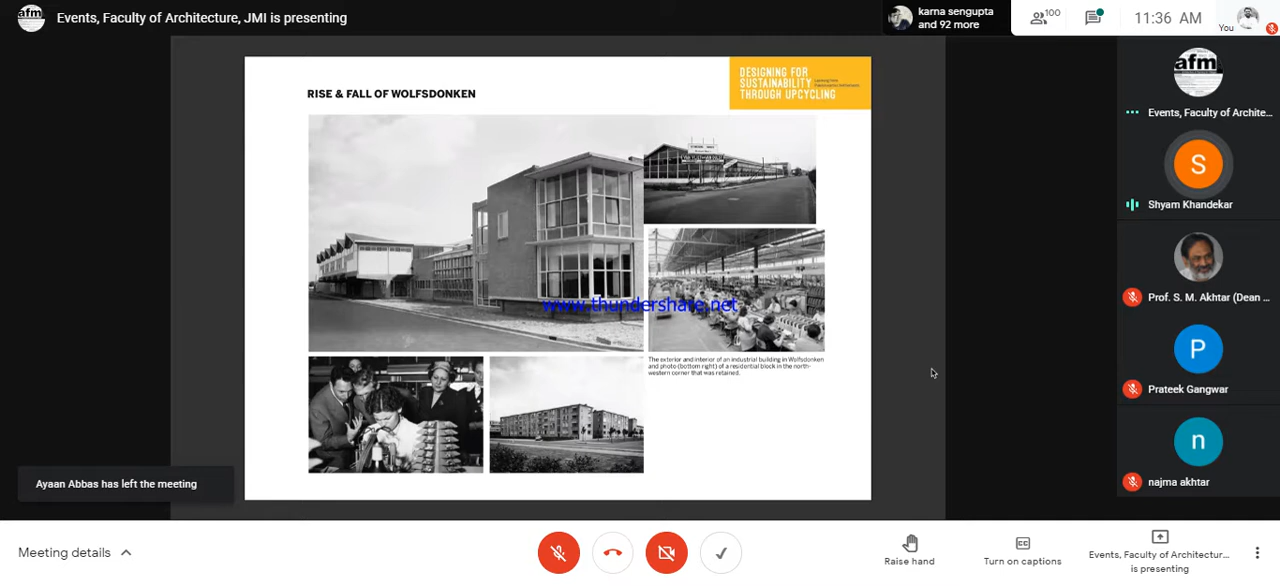 afm
Events, Faculty of Architecture, JMI is presenting
karna sengupta
and 92 more
100
11:36 AM
You
RISE & FALL OF WOLFSDONKEN
DESIGNING FOR
SUSTAINABILITY
THROUGH UPCYCLING
www.thundershare.net
The exterior and interior of an industrial building in Wolfsdonken
and photo (bottom right) of a residential block in the north-
western corner that was retained.
afm
Events, Faculty of Archite...
S
Shyam Khandekar
Prof. S. M. Akhtar (Dean ...
P
Prateek Gangwar
n
najma akhtar
Ayaan Abbas has left the meeting
Meeting details
Raise hand
CC
Turn on captions
Events, Faculty of Architectur...
is presenting